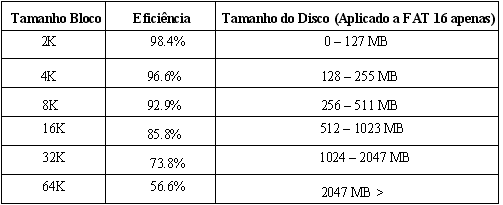 Tamanho Bloco Eficiência Tamanho do Disco (Aplicado a FAT 16 apenas)
2K 98.4% 0 – 127 MB
4K 96.6% 128 – 255 MB
8K 92.9% 256 – 511 MB
16K 85.8% 512 – 1023 MB
32K 73.8% 1024 – 2047 MB
64K 56.6% 2047 MB >